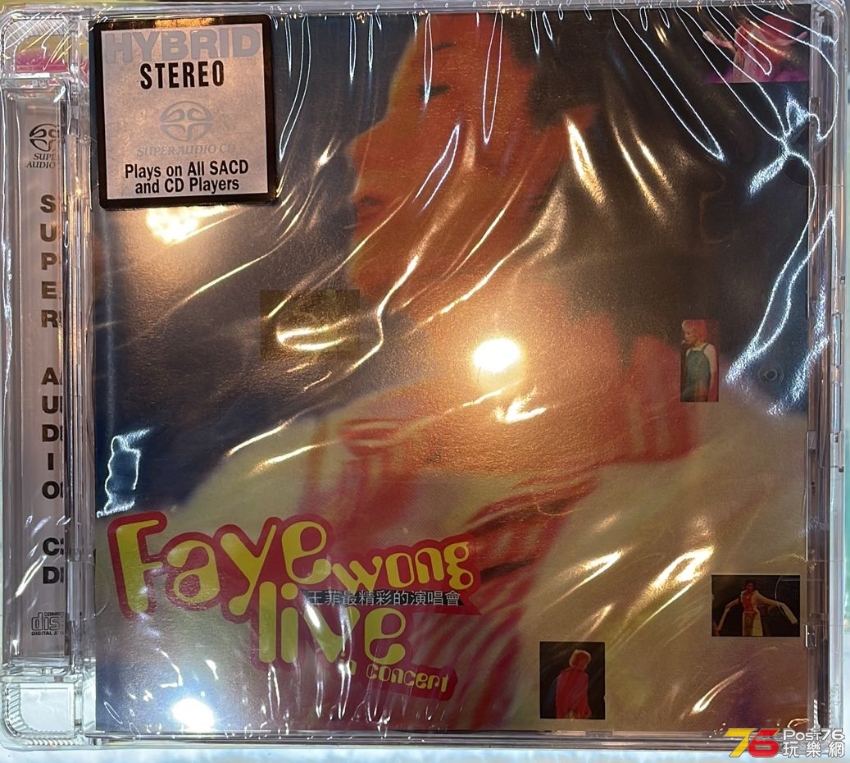 HYBRID
STEREO
SUPER AUDIO CD
Plays on All SACD
and CD Players
SUPER AUDIO CD
Faye wong
王菲最精彩的演唱會
live
concert
76 Post76
玩樂網